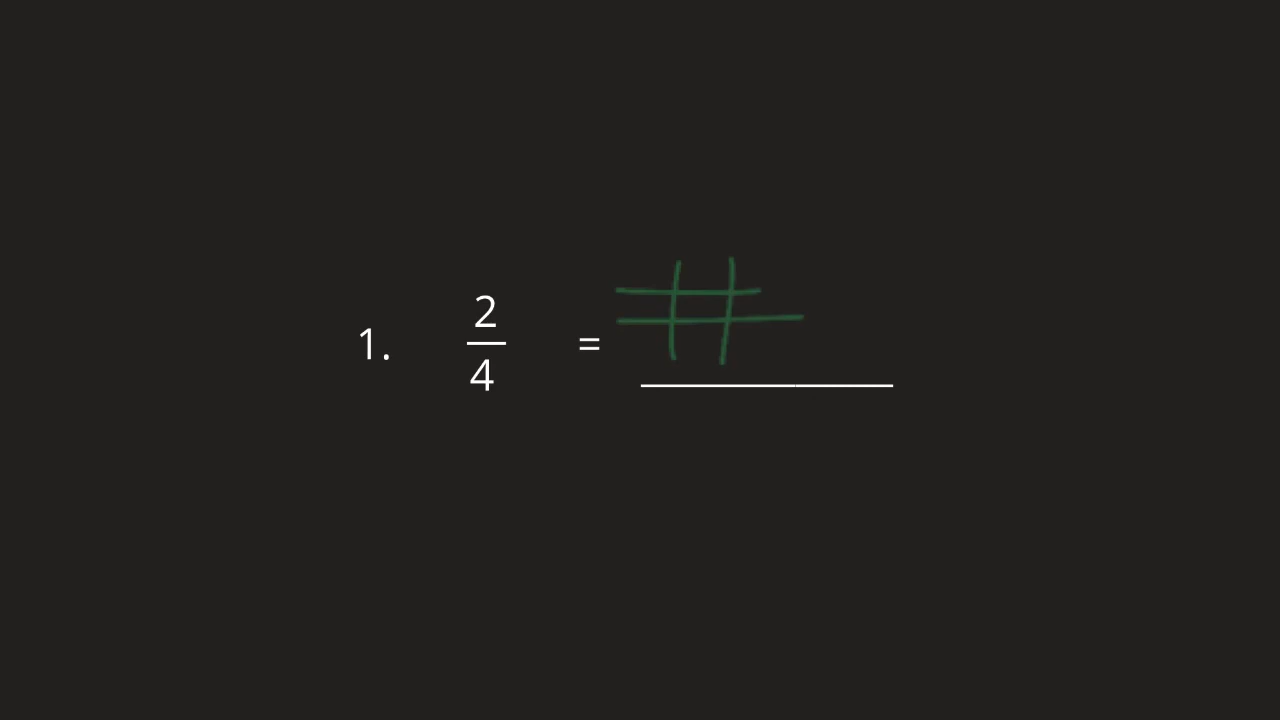 1. 2/4 = #